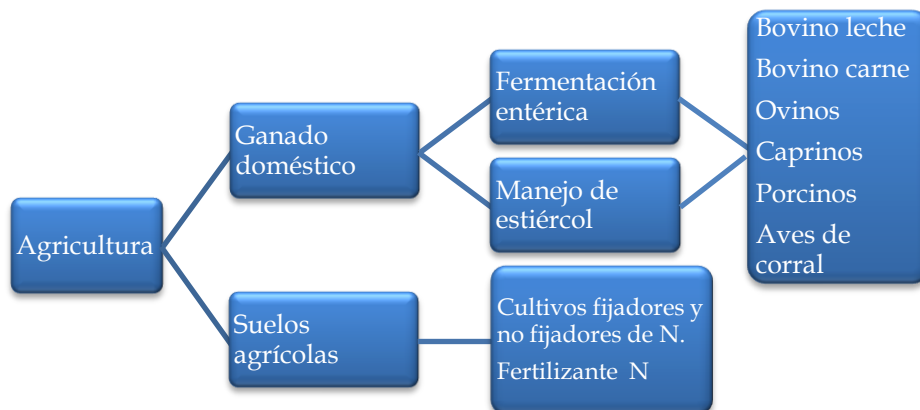 Agricultura
Ganado
doméstico
Suelos
agrícolas
Fermentación
entérica
Manejo de
estiércol
Cultivos fijadores y
no fijadores de N.
Fertilizante N
Bovino leche
Bovino carne
Ovinos
Caprinos
Porcinos
Aves de
corral